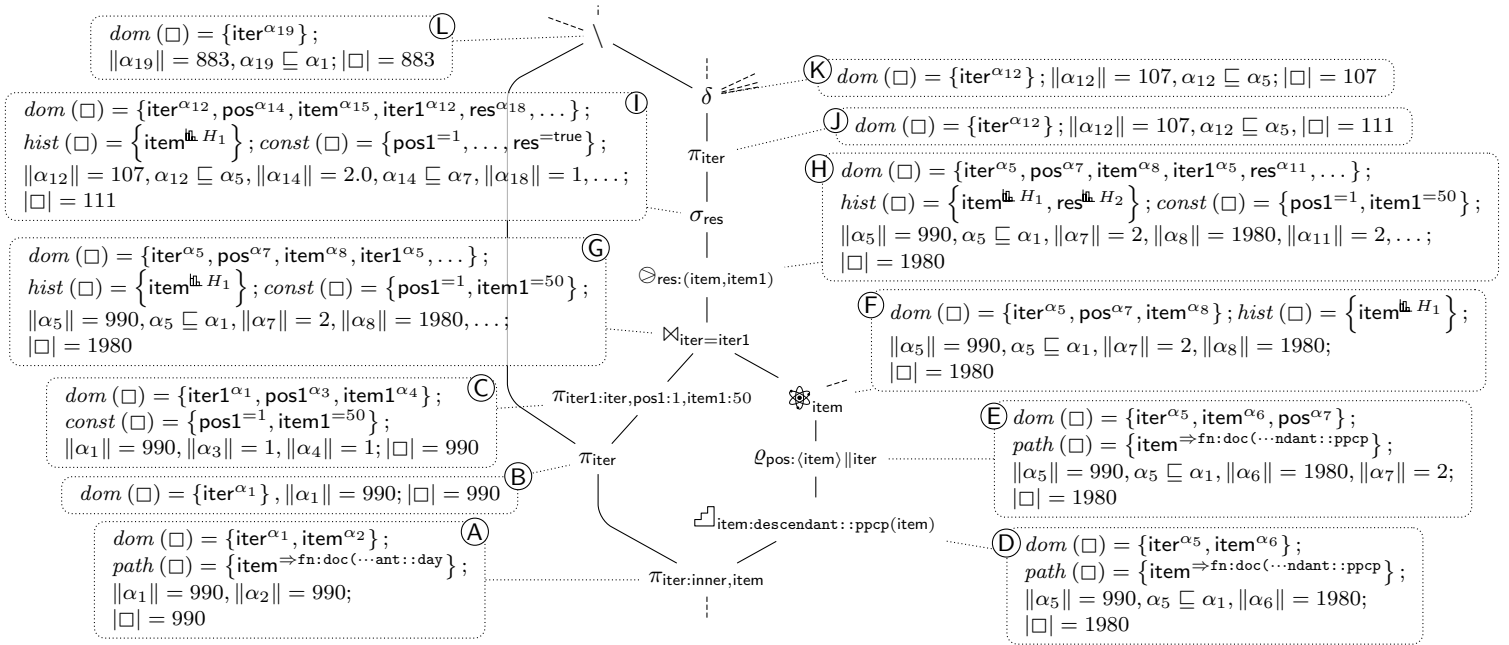 Ⓛ
dom (□) = {iter^α19} ;
‖α19‖ = 883, α19 ⊑ α1; |□| = 883
\
Ⓚ dom (□) = {iter^α12} ; ‖α12‖ = 107, α12 ⊑ α5; |□| = 107
δ
Ⓘ
dom (□) = {iter^α12, pos^α14, item^α15, iter1^α12, res^α18, . . .} ;
hist (□) = {item^H1} ; const (□) = {pos1^=1, . . . , res^=true} ;
‖α12‖ = 107, α12 ⊑ α5, ‖α14‖ = 2.0, α14 ⊑ α7, ‖α18‖ = 1, . . . ;
|□| = 111
Ⓙ dom (□) = {iter^α12} ; ‖α12‖ = 107, α12 ⊑ α5, |□| = 111
π iter
Ⓗ
dom (□) = {iter^α5, pos^α7, item^α8, iter1^α5, res^α11, . . .} ;
hist (□) = {item^H1, res^H2} ; const (□) = {pos1^=1, item1^=50} ;
‖α5‖ = 990, α5 ⊑ α1, ‖α7‖ = 2, ‖α8‖ = 1980, ‖α11‖ = 2, . . . ;
|□| = 1980
σ res
Ⓖ
dom (□) = {iter^α5, pos^α7, item^α8, iter1^α5, . . .} ;
hist (□) = {item^H1} ; const (□) = {pos1^=1, item1^=50} ;
‖α5‖ = 990, α5 ⊑ α1, ‖α7‖ = 2, ‖α8‖ = 1980, . . . ;
|□| = 1980
⧁ res:(item,item1)
Ⓕ
dom (□) = {iter^α5, pos^α7, item^α8} ; hist (□) = {item^H1} ;
‖α5‖ = 990, α5 ⊑ α1, ‖α7‖ = 2, ‖α8‖ = 1980;
|□| = 1980
⋈ iter=iter1
Ⓒ
dom (□) = {iter1^α1, pos1^α3, item1^α4} ;
const (□) = {pos1^=1, item1^=50} ;
‖α1‖ = 990, ‖α3‖ = 1, ‖α4‖ = 1; |□| = 990
π iter1:iter,pos1:1,item1:50
item
Ⓔ
dom (□) = {iter^α5, item^α6, pos^α7} ;
path (□) = {item^⇒fn:doc(···ndant::ppcp} ;
‖α5‖ = 990, α5 ⊑ α1, ‖α6‖ = 1980, ‖α7‖ = 2;
|□| = 1980
π iter
ϱ pos:⟨item⟩‖iter
Ⓑ
dom (□) = {iter^α1} , ‖α1‖ = 990; |□| = 990
Ⓐ
dom (□) = {iter^α1, item^α2} ;
path (□) = {item^⇒fn:doc(···ant::day} ;
‖α1‖ = 990, ‖α2‖ = 990;
|□| = 990
item:descendant::ppcp(item)
Ⓓ
dom (□) = {iter^α5, item^α6} ;
path (□) = {item^⇒fn:doc(···ndant::ppcp} ;
‖α5‖ = 990, α5 ⊑ α1, ‖α6‖ = 1980;
|□| = 1980
π iter:inner,item